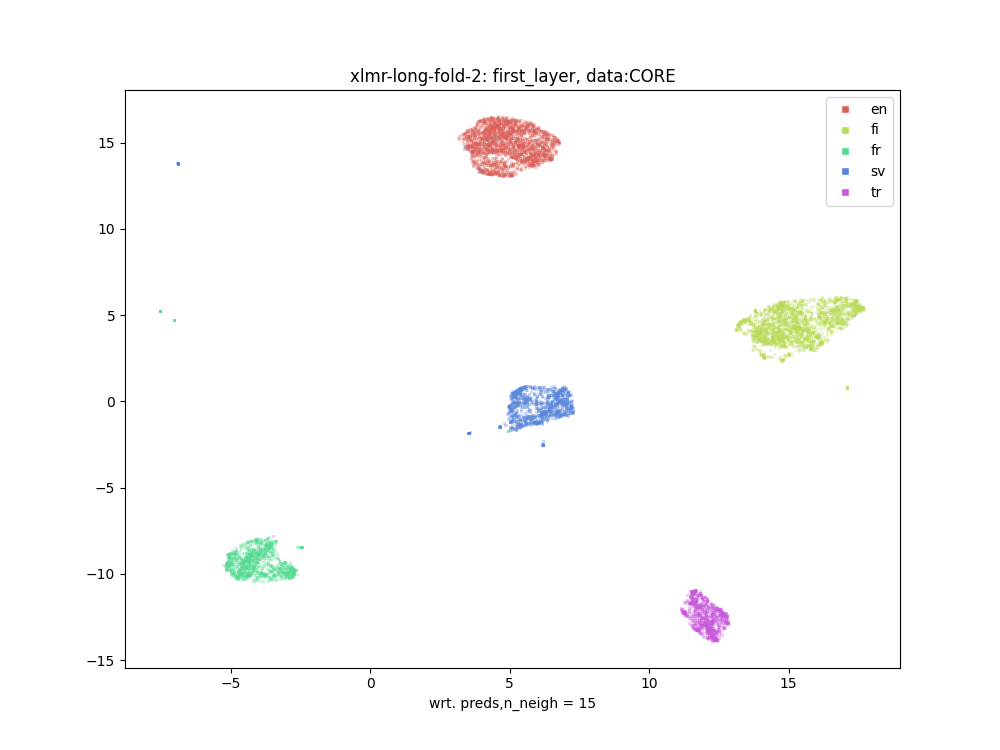 xlmr-long-fold-2: first_layer, data:CORE
en
fi
fr
sv
tr
15
10
5
0
−5
−10
−15
−5
0
5
10
15
wrt. preds,n_neigh = 15